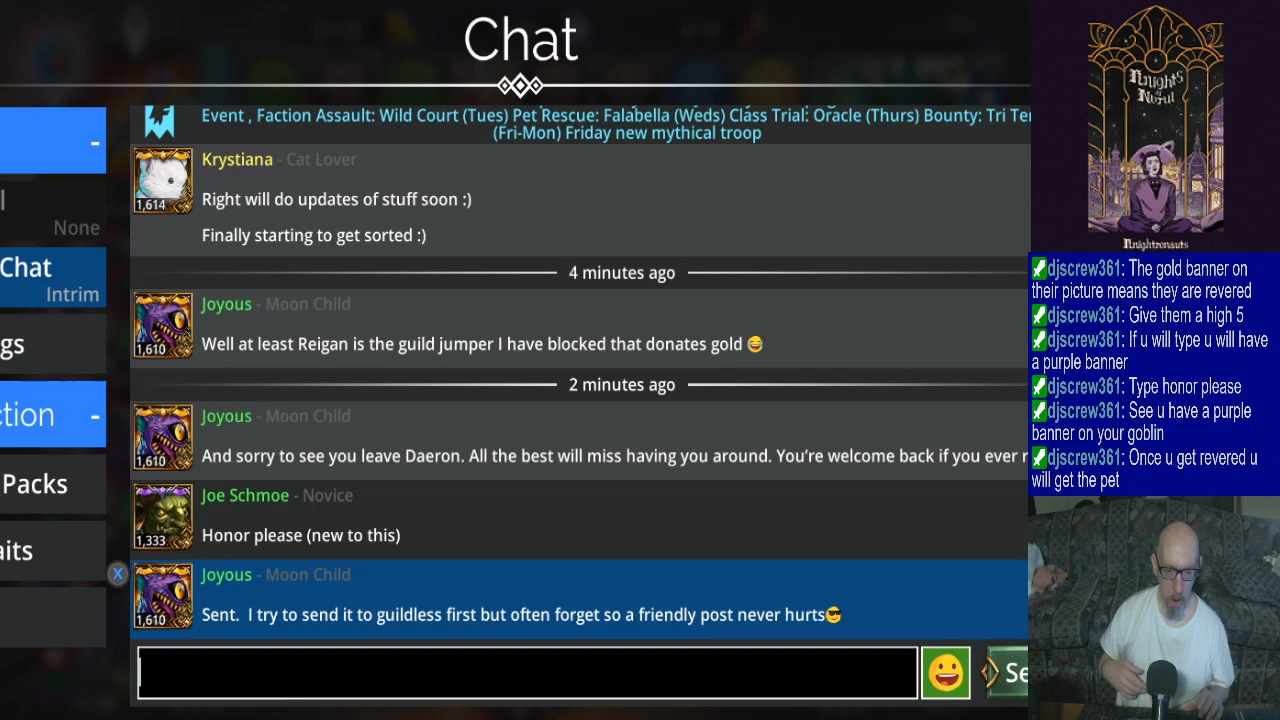 Chat
Event , Faction Assault: Wild Court (Tues) Pet Rescue: Falabella (Weds) Class Trial: Oracle (Thurs) Bounty: Tri Te
(Fri-Mon) Friday new mythical troop
-
Krystiana - Cat Lover
1,614
Right will do updates of stuff soon :)
None
Finally starting to get sorted :)
Chat
Intrim
4 minutes ago
Joyous - Moon Child
1,610
Well at least Reigan is the guild jumper I have blocked that donates gold 😂
gs
2 minutes ago
ction -
Joyous - Moon Child
1,610
And sorry to see you leave Daeron. All the best will miss having you around. You're welcome back if you ever
Packs
Joe Schmoe - Novice
1,333
Honor please (new to this)
aits
X
Joyous - Moon Child
1,610
Sent. I try to send it to guildless first but often forget so a friendly post never hurts😎
Se
Knights
Knightronauts
djscrew361: The gold banner on
their picture means they are revered
djscrew361: Give them a high 5
djscrew361: If u will type u will have
a purple banner
djscrew361: Type honor please
djscrew361: See u have a purple
banner on your goblin
djscrew361: Once u get revered u
will get the pet